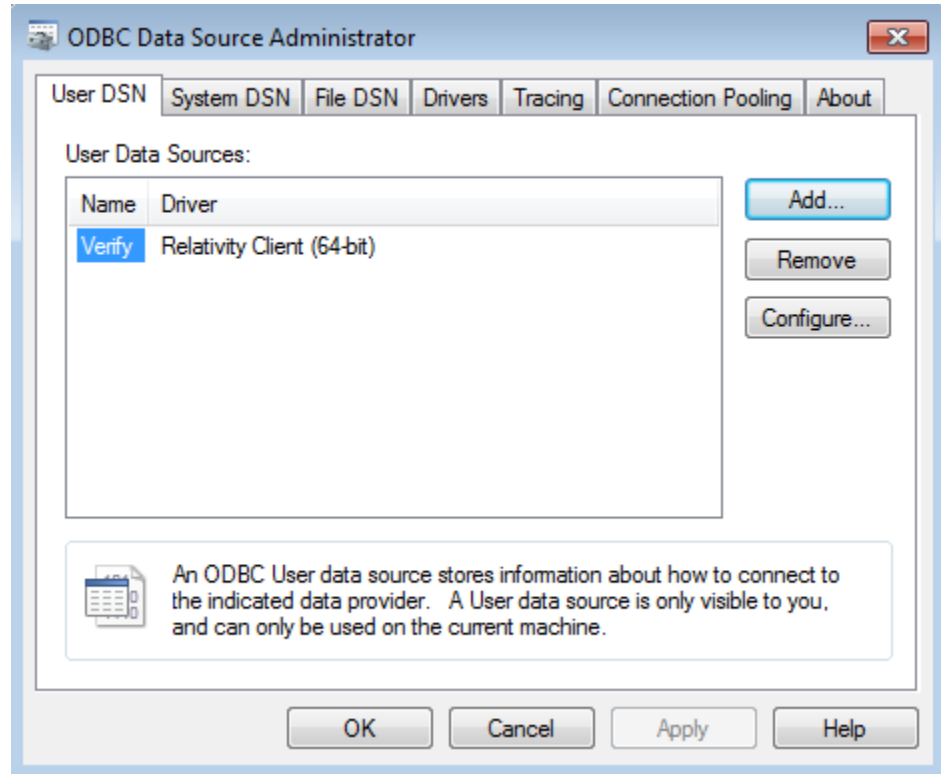 ODBC Data Source Administrator
User DSN System DSN File DSN Drivers Tracing Connection Pooling About
User Data Sources:
Name Driver
Add...
Verify Relativity Client (64-bit)
Remove
Configure...
An ODBC User data source stores information about how to connect to
the indicated data provider. A User data source is only visible to you,
and can only be used on the current machine.
OK Cancel Apply Help